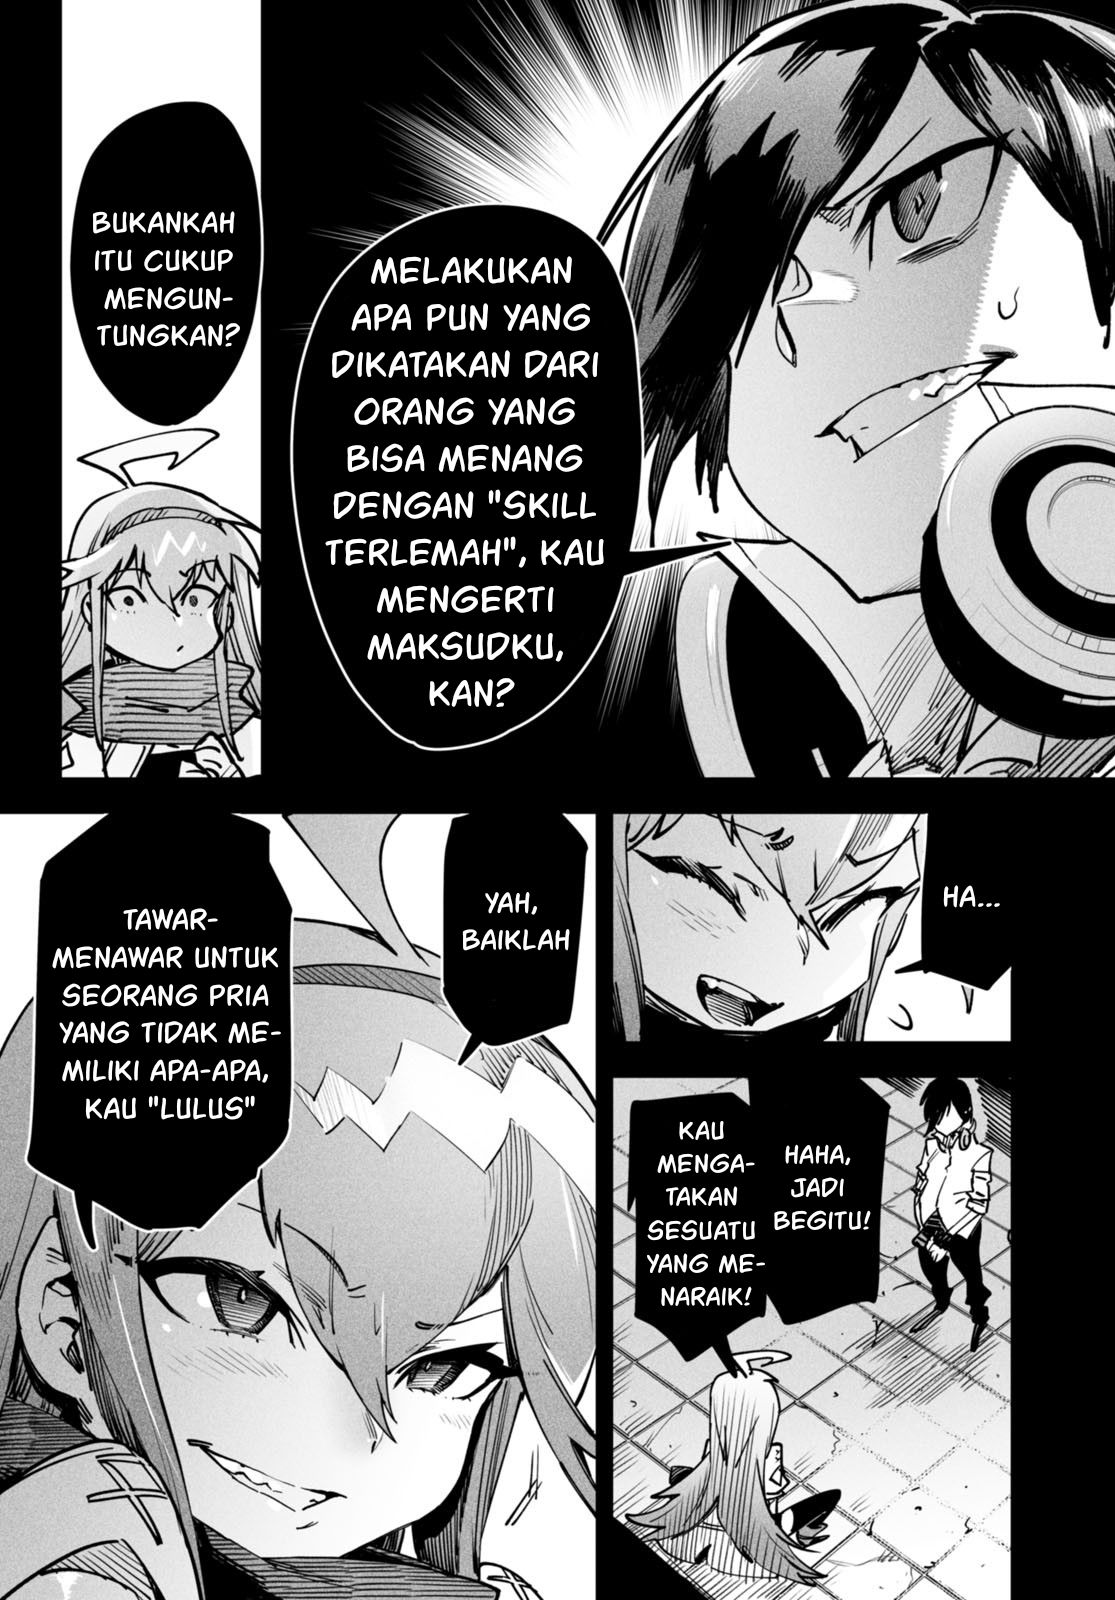 MELAKUKAN
APA PUN YANG
DIKATAKAN DARI
ORANG YANG
BISA MENANG
DENGAN "SKILL
TERLEMAH", KAU
MENGERTI
MAKSUDKU,
KAN?
BUKANKAH
ITU CUKUP
MENGUN-
TUNGKAN?
HA...
HAHA,
JADI
BEGITU!
KAU
MENGA-
TAKAN
SESUATU
YANG ME-
NARAIK!
YAH,
BAIKLAH
TAWAR-
MENAWAR UNTUK
SEORANG PRIA
YANG TIDAK ME-
MILIKI APA-APA,
KAU "LULUS"